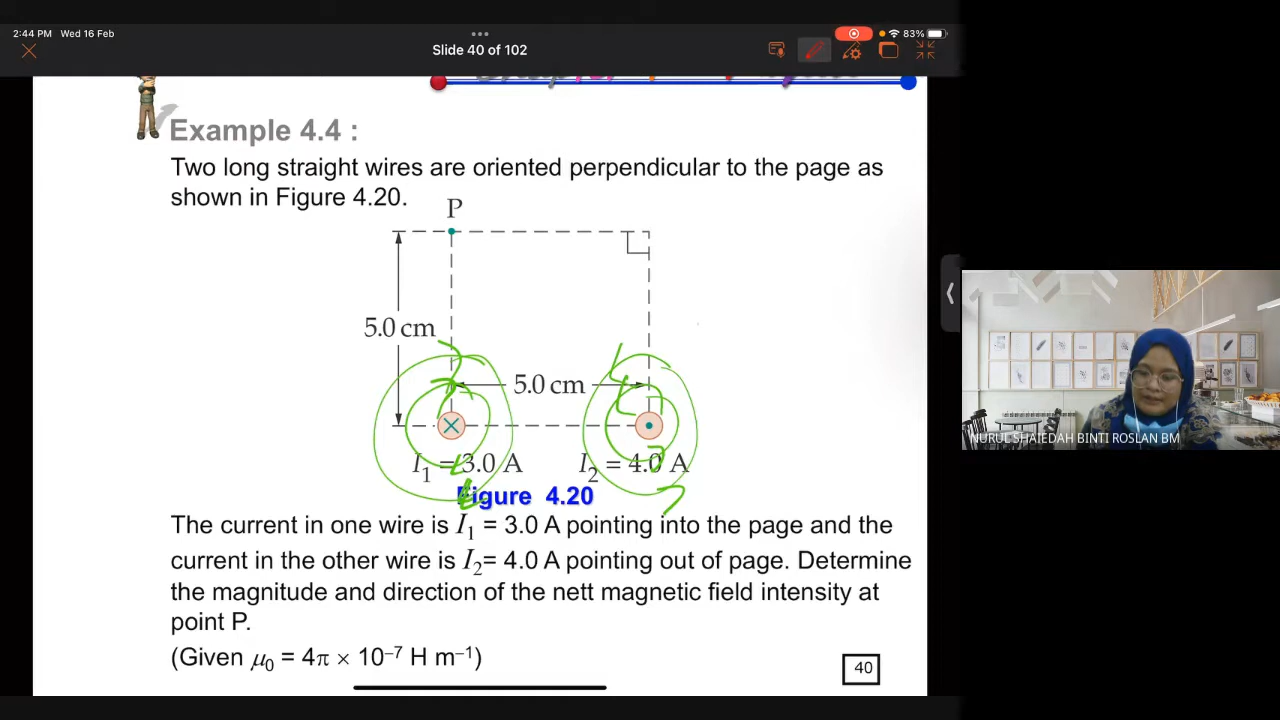 2:44 PM Wed 16 Feb
83%
Slide 40 of 102
Example 4.4 :
Two long straight wires are oriented perpendicular to the page as
shown in Figure 4.20.
P
5.0 cm
5.0 cm
I₁ = 3.0 A
I₂ = 4.0 A
Figure 4.20
The current in one wire is I₁ = 3.0 A pointing into the page and the
current in the other wire is I₂= 4.0 A pointing out of page. Determine
the magnitude and direction of the nett magnetic field intensity at
point P.
(Given μ₀ = 4π × 10⁻⁷ H m⁻¹)
40
NURUL SHAIEDAH BINTI ROSLAN BM